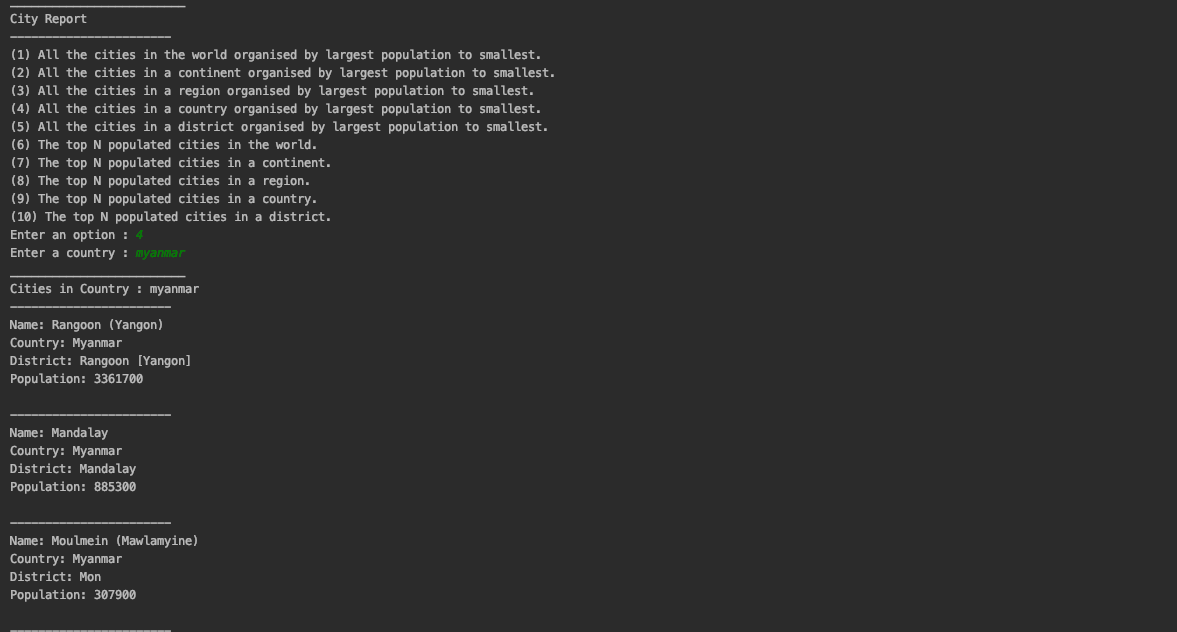 City Report
(1) All the cities in the world organised by largest population to smallest.
(2) All the cities in a continent organised by largest population to smallest.
(3) All the cities in a region organised by largest population to smallest.
(4) All the cities in a country organised by largest population to smallest.
(5) All the cities in a district organised by largest population to smallest.
(6) The top N populated cities in the world.
(7) The top N populated cities in a continent.
(8) The top N populated cities in a region.
(9) The top N populated cities in a country.
(10) The top N populated cities in a district.
Enter an option : 4
Enter a country : myanmar
Cities in Country : myanmar
Name: Rangoon (Yangon)
Country: Myanmar
District: Rangoon [Yangon]
Population: 3361700
Name: Mandalay
Country: Myanmar
District: Mandalay
Population: 885300
Name: Moulmein (Mawlamyine)
Country: Myanmar
District: Mon
Population: 307900